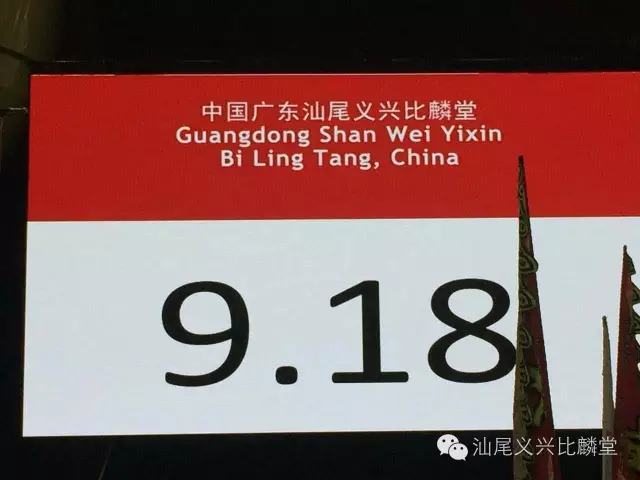 中国广东汕尾义兴比麟堂
Guangdong Shan Wei Yixin
Bi Ling Tang, China
9.18
汕尾义兴比麟堂